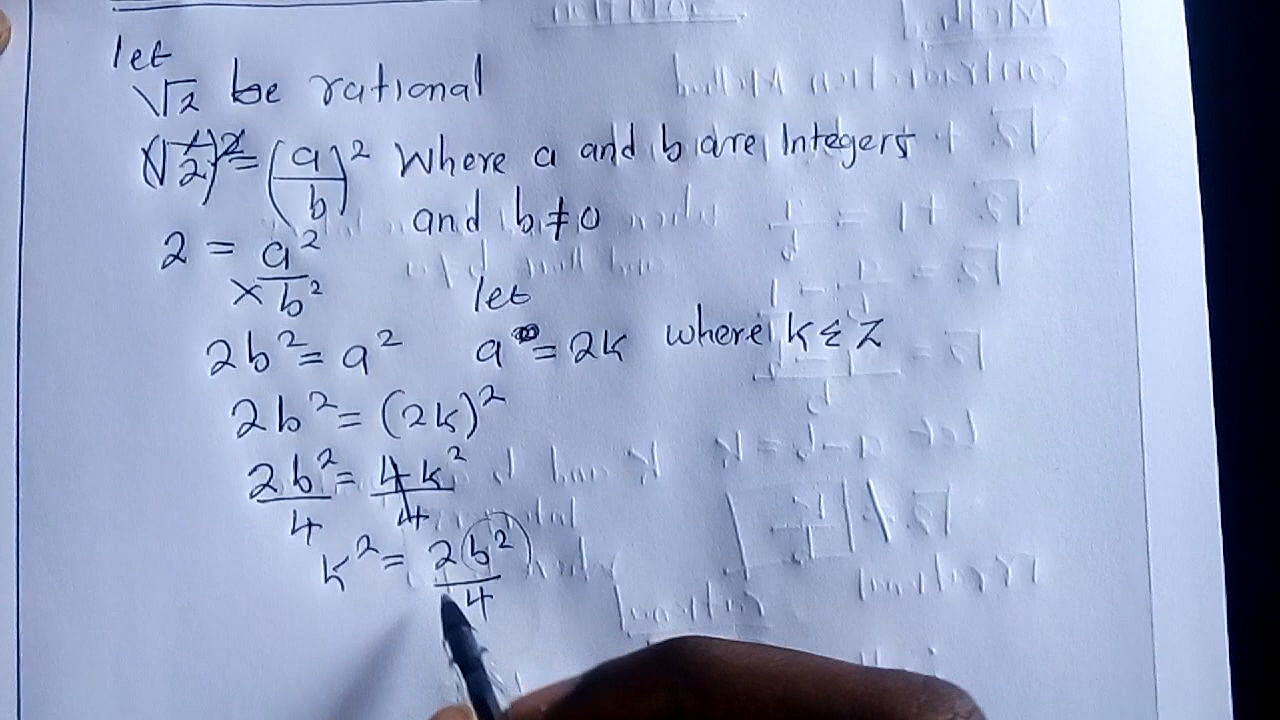 let
√2 be rational
(√2)² = (a/b)² Where a and b are Integers
and b ≠ 0
2 = a²/b²
×
let
2b² = a² a = 2k where k ∈ Z
2b² = (2k)²
2b²/4 = 4k²/4
k² = 2b²/4